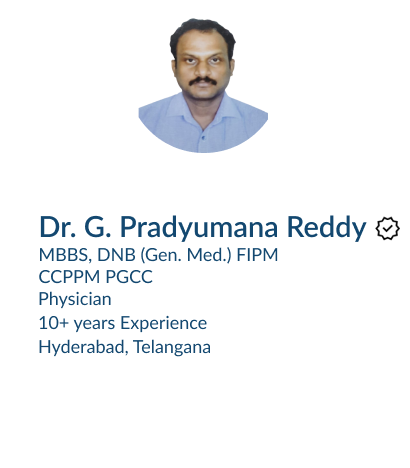 Dr. G. Pradyumana Reddy
MBBS, DNB (Gen. Med.) FIPM
CCPPM PGCC
Physician
10+ years Experience
Hyderabad, Telangana